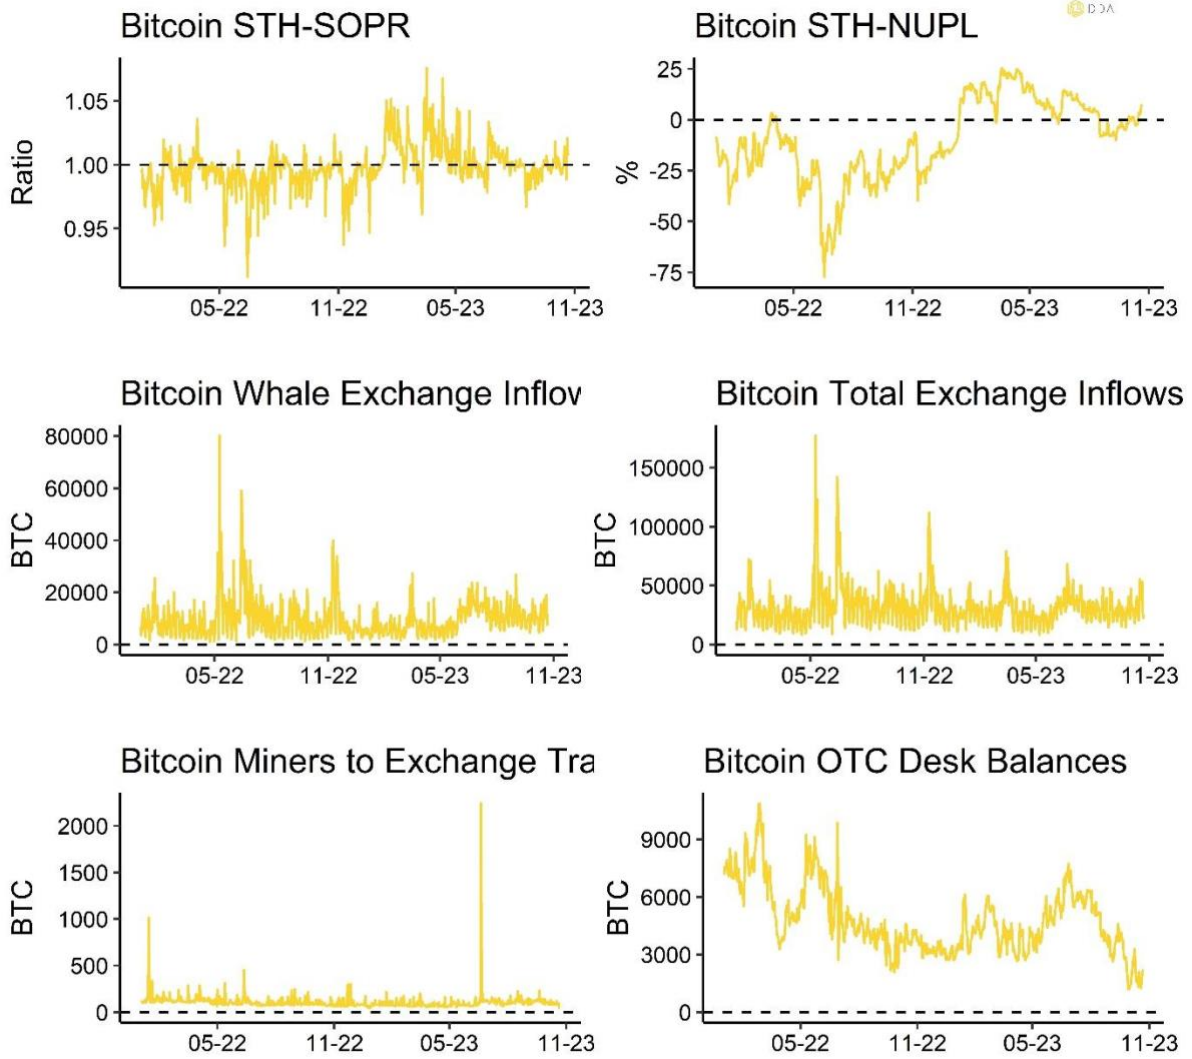 DDA
Bitcoin STH-SOPR
Ratio
1.05
1.00
0.95
05-22 11-22 05-23 11-23
Bitcoin STH-NUPL
%
25
0
-25
-50
-75
05-22 11-22 05-23 11-23
Bitcoin Whale Exchange Inflow
BTC
80000
60000
40000
20000
0
05-22 11-22 05-23 11-23
Bitcoin Total Exchange Inflows
BTC
150000
100000
50000
0
05-22 11-22 05-23 11-23
Bitcoin Miners to Exchange Tra
BTC
2000
1500
1000
500
0
05-22 11-22 05-23 11-23
Bitcoin OTC Desk Balances
BTC
9000
6000
3000
0
05-22 11-22 05-23 11-23